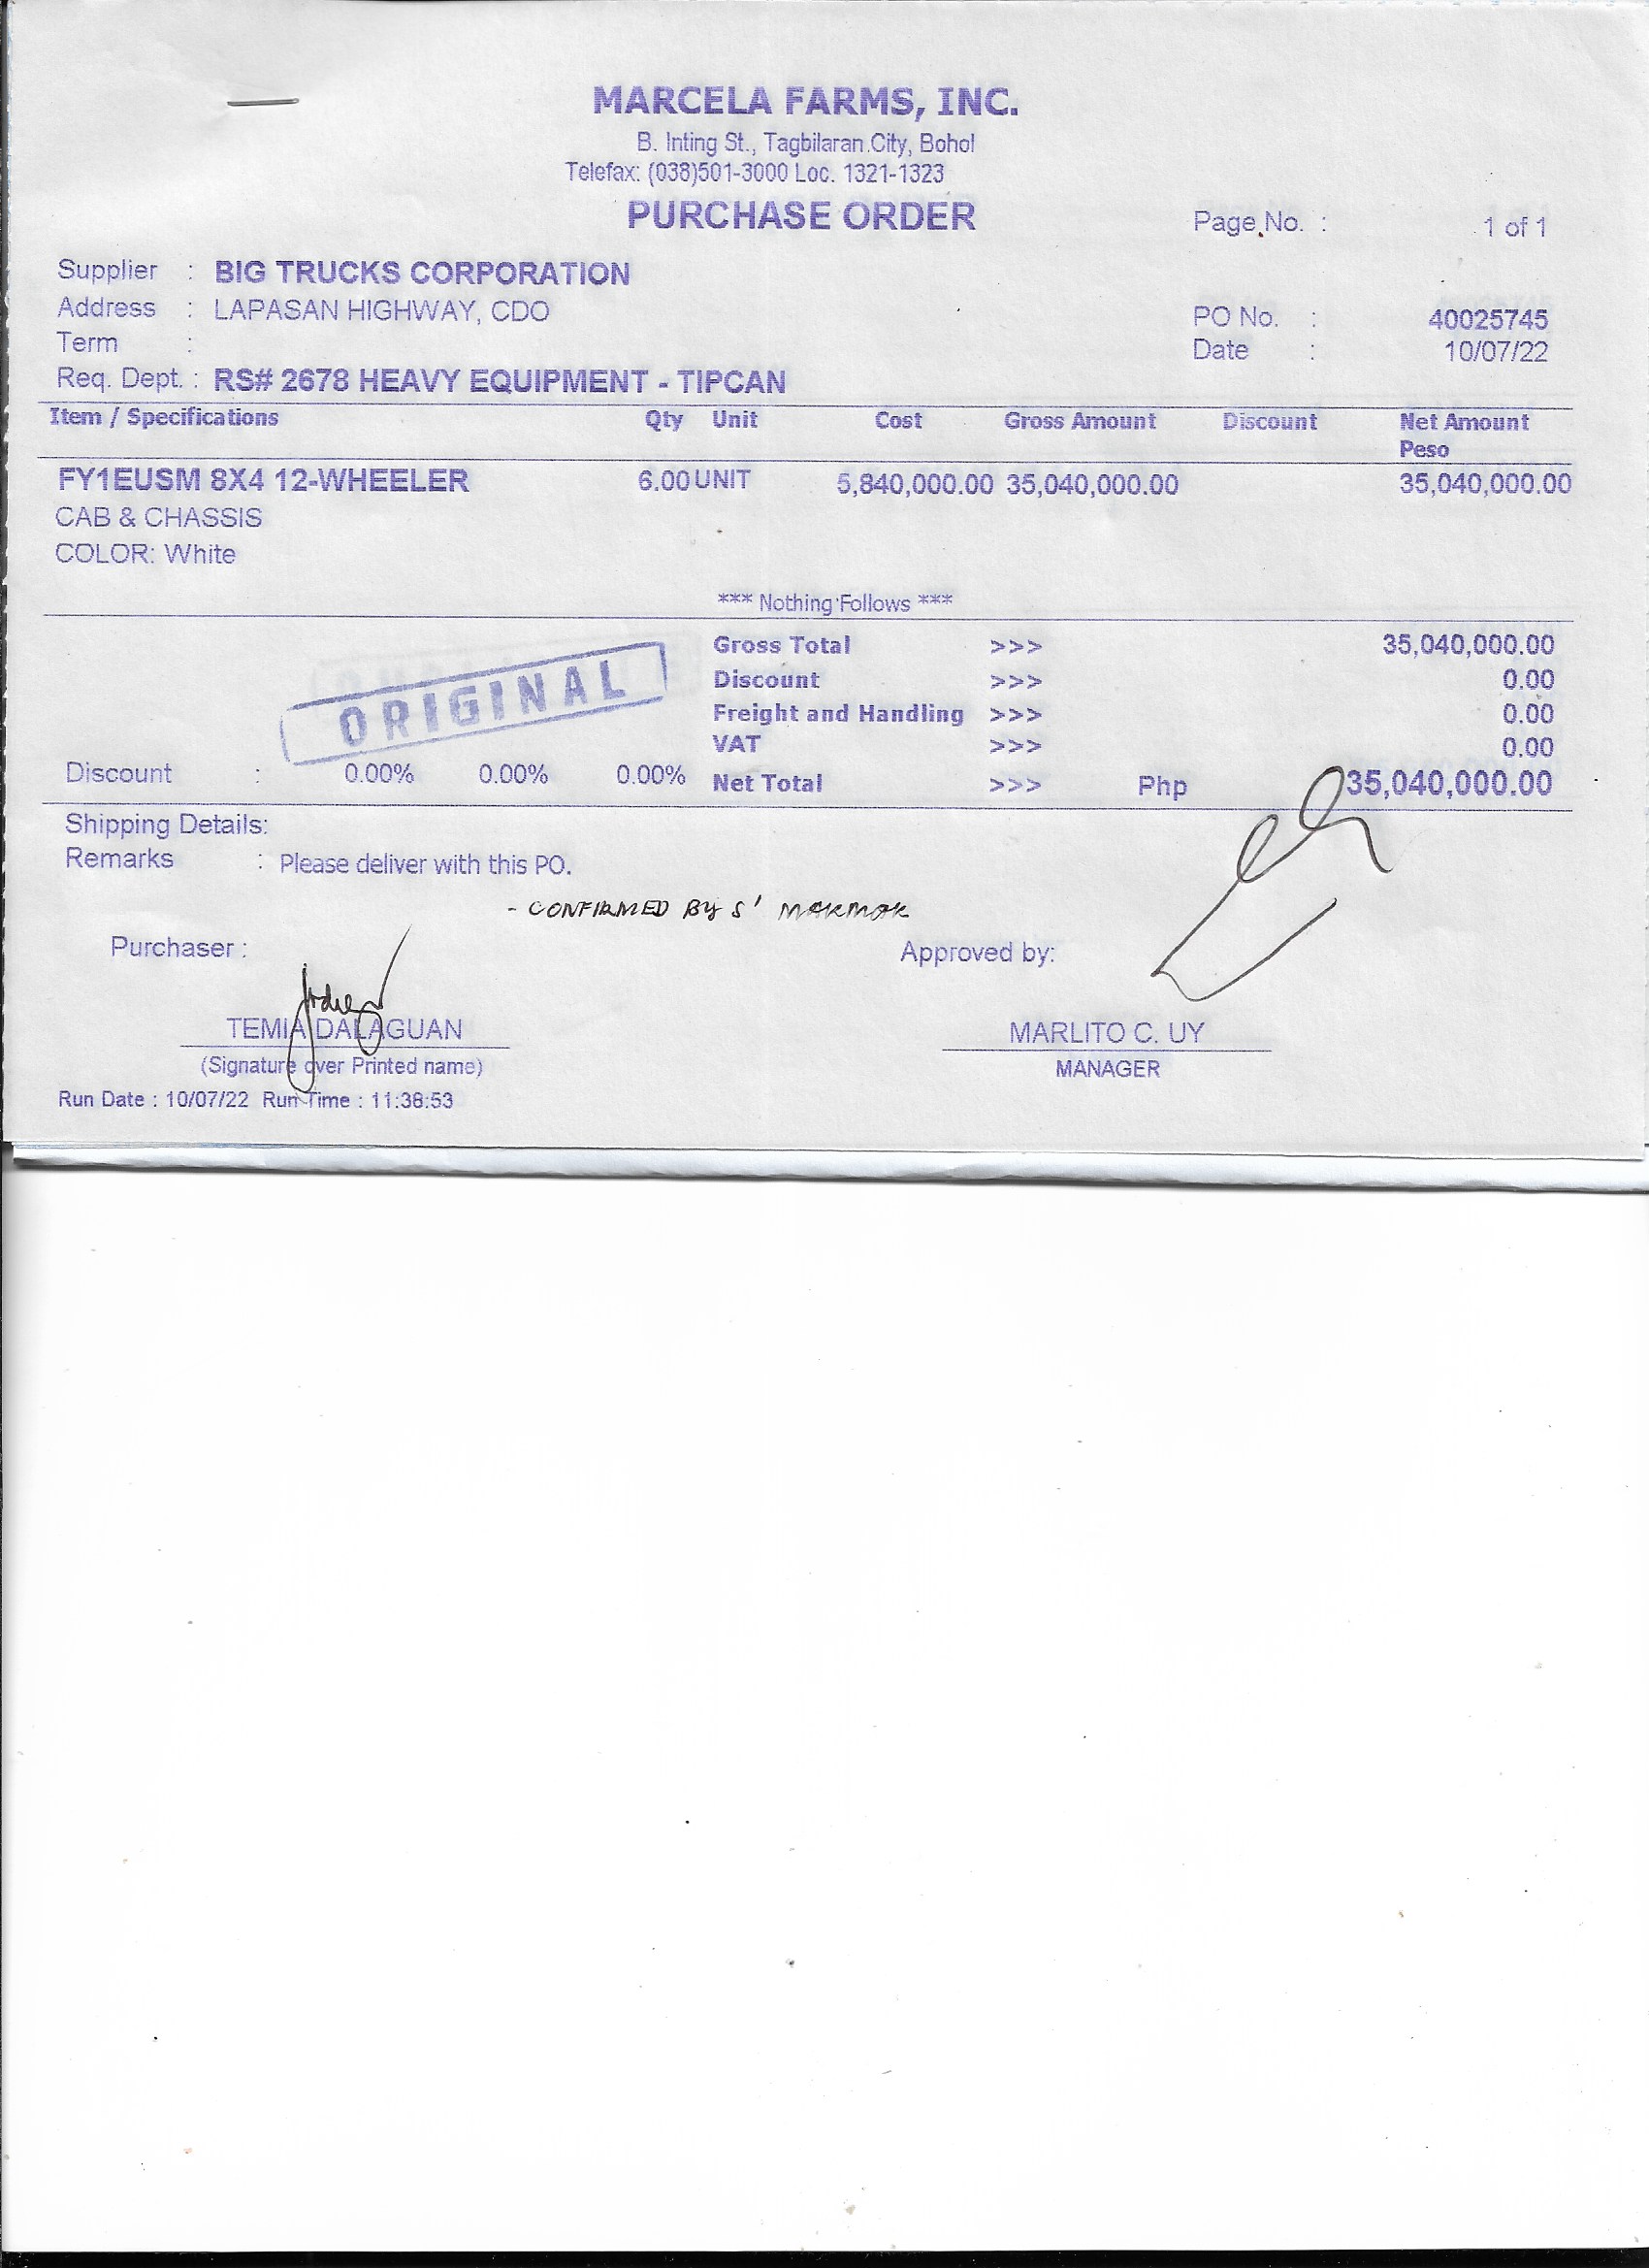 MARCELA FARMS, INC.
B. Inting St., Tagbilaran City, Bohol
Telefax: (038)501-3000 Loc. 1321-1323
PURCHASE ORDER
Page No. : 1 of 1
Supplier : BIG TRUCKS CORPORATION
Address : LAPASAN HIGHWAY, CDO
PO No. : 40025745
Term :
Date : 10/07/22
Req. Dept. : RS# 2678 HEAVY EQUIPMENT - TIPCAN
Item / Specifications Qty Unit Cost Gross Amount Discount Net Amount
Peso
FY1EUSM 8X4 12-WHEELER 6.00 UNIT 5,840,000.00 35,040,000.00 35,040,000.00
CAB & CHASSIS
COLOR: White
*** Nothing Follows ***
Gross Total >>> 35,040,000.00
Discount >>> 0.00
ORIGINAL
Freight and Handling >>> 0.00
VAT >>> 0.00
Discount : 0.00% 0.00% 0.00% Net Total >>> Php 35,040,000.00
Shipping Details:
Remarks : Please deliver with this PO.
- CONFIRMED BY S' MAKMAK
Purchaser : Approved by:
TEMIA DALAGUAN MARLITO C. UY
(Signature over Printed name) MANAGER
Run Date : 10/07/22 Run Time : 11:38:53